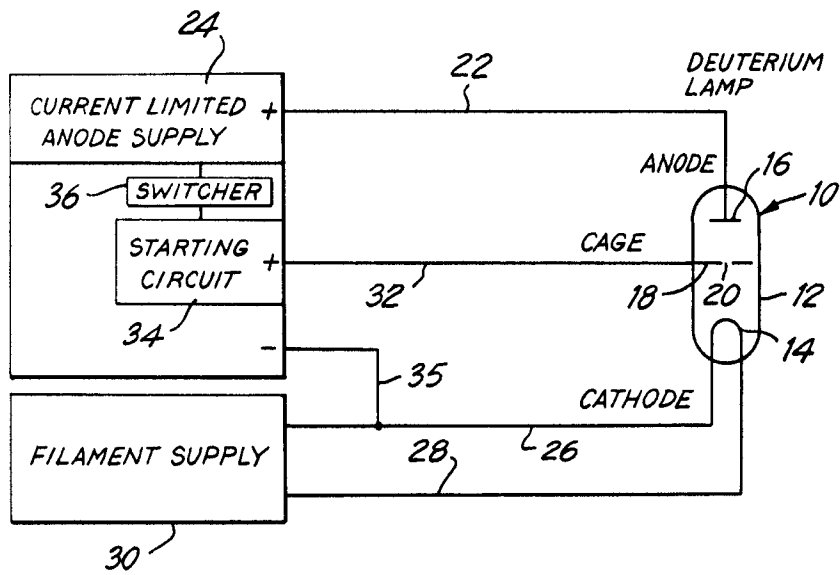 24
CURRENT LIMITED
ANODE SUPPLY
+
22
DEUTERIUM
LAMP
ANODE
16
10
36
SWITCHER
STARTING
CIRCUIT
+
34
32
CAGE
18
20
12
14
-
35
CATHODE
26
FILAMENT SUPPLY
28
30